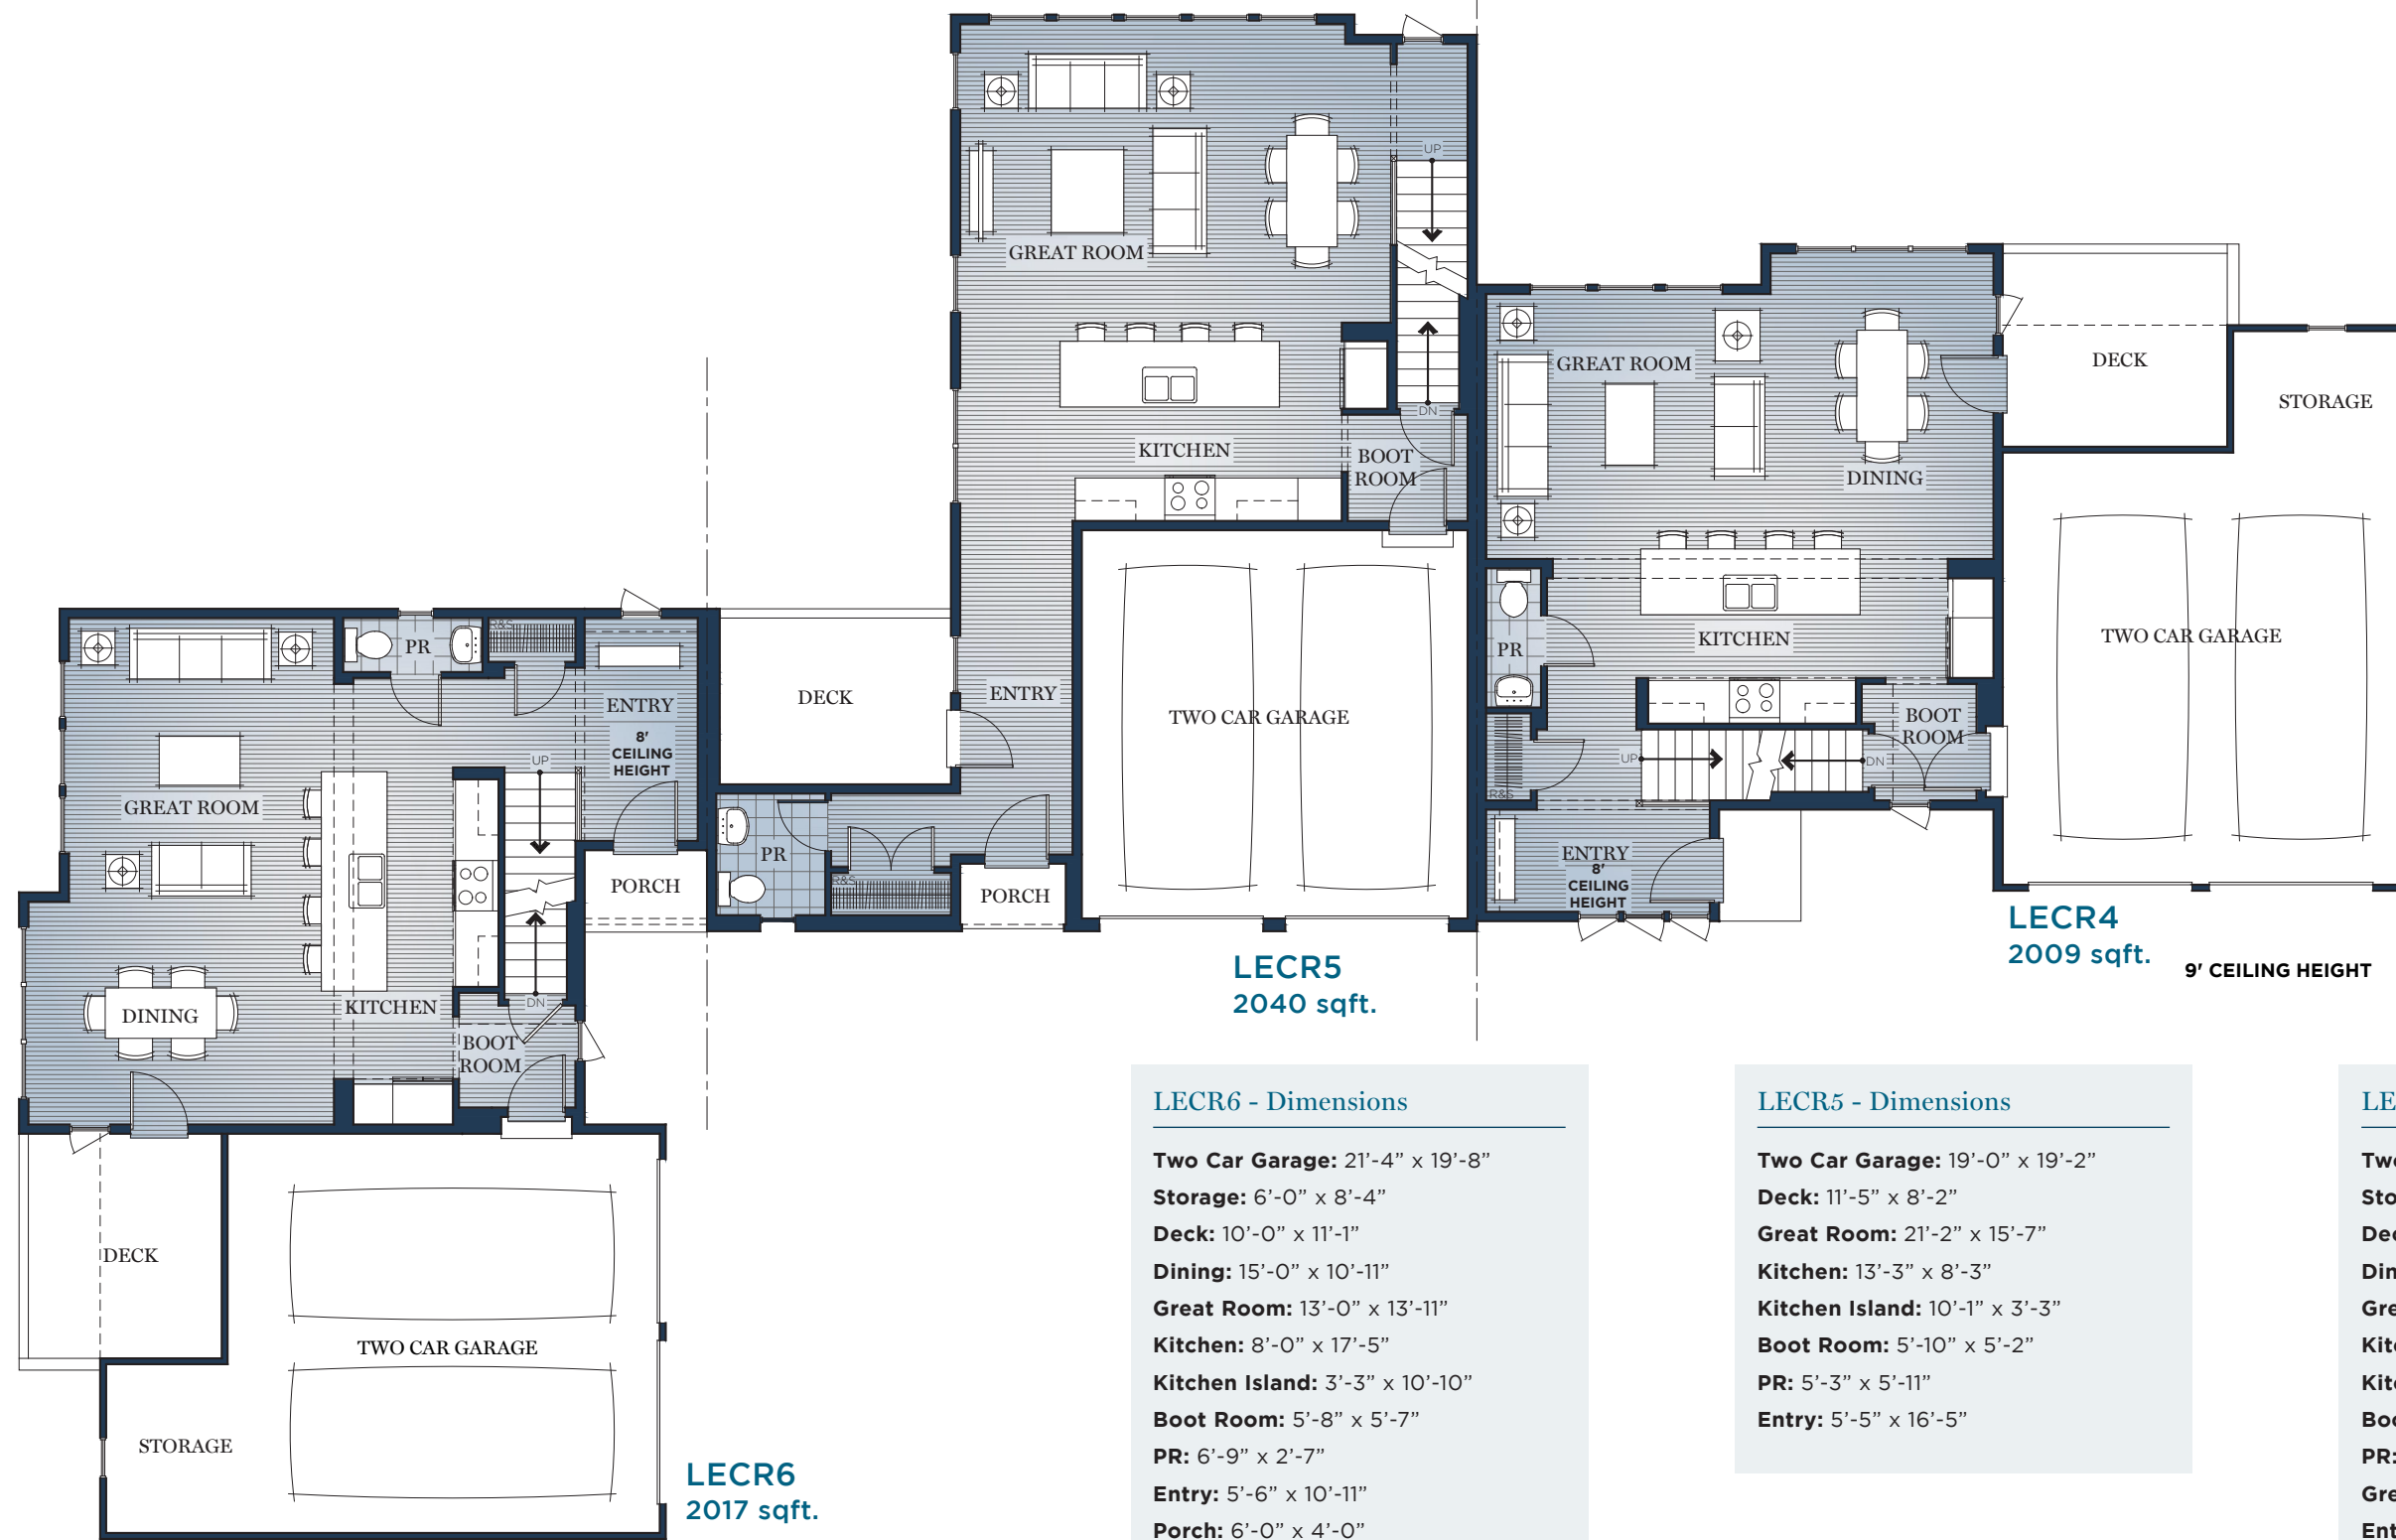 UP
GREAT ROOM
KITCHEN
DN
BOOT
ROOM
TWO CAR GARAGE
ENTRY
DECK
PR
R&S
PORCH
LECR5
2040 sqft.
GREAT ROOM
DINING
DECK
STORAGE
KITCHEN
PR
TWO CAR GARAGE
BOOT
ROOM
UP
DN
R&S
ENTRY
8'
CEILING
HEIGHT
LECR4
2009 sqft.
9' CEILING HEIGHT
PR
R&S
ENTRY
8'
CEILING
HEIGHT
UP
GREAT ROOM
PORCH
DINING
KITCHEN
DN
BOOT
ROOM
DECK
TWO CAR GARAGE
STORAGE
LECR6
2017 sqft.
LECR6 - Dimensions
Two Car Garage: 21’-4” x 19’-8”
Storage: 6’-0” x 8’-4”
Deck: 10’-0” x 11’-1”
Dining: 15’-0” x 10’-11”
Great Room: 13’-0” x 13’-11”
Kitchen: 8’-0” x 17’-5”
Kitchen Island: 3’-3” x 10’-10”
Boot Room: 5’-8” x 5’-7”
PR: 6’-9” x 2’-7”
Entry: 5’-6” x 10’-11”
Porch: 6’-0” x 4’-0”
LECR5 - Dimensions
Two Car Garage: 19’-0” x 19’-2”
Deck: 11’-5” x 8’-2”
Great Room: 21’-2” x 15’-7”
Kitchen: 13’-3” x 8’-3”
Kitchen Island: 10’-1” x 3’-3”
Boot Room: 5’-10” x 5’-2”
PR: 5’-3” x 5’-11”
Entry: 5’-5” x 16’-5”
PR: